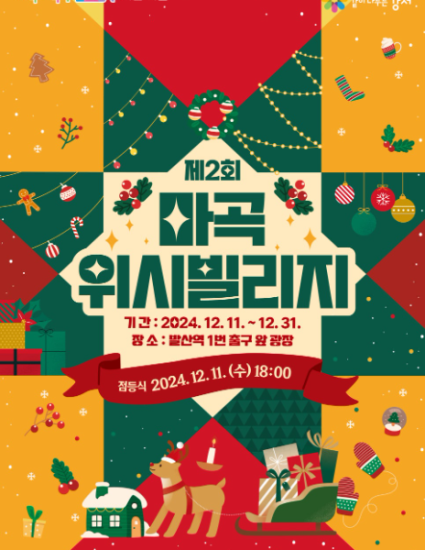 제2회
마곡
위시빌리지
기간 : 2024. 12. 11. ~ 12. 31.
장소 : 발산역 1번 출구 앞 광장
점등식 2024. 12. 11. (수) 18:00